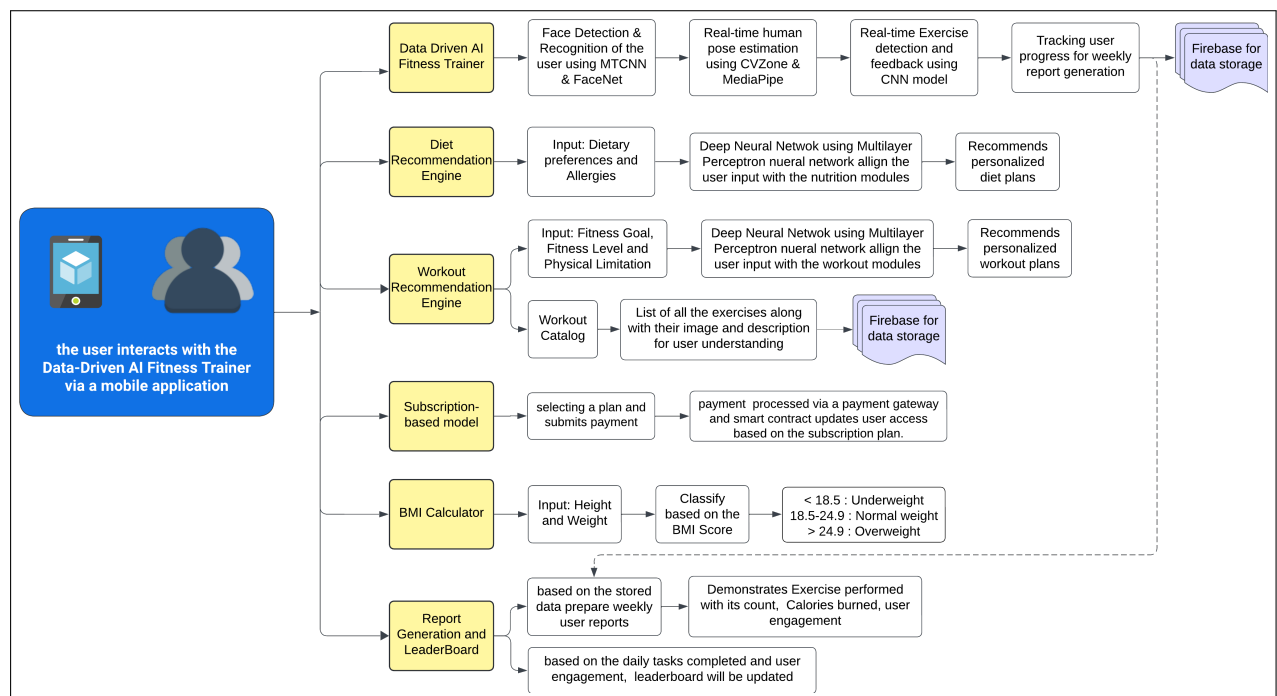 Data Driven AI
Fitness Trainer
Face Detection &
Recognition of the
user using MTCNN
& FaceNet
Real-time human
pose estimation
using CVZone &
MediaPipe
Real-time Exercise
detection and
feedback using
CNN model
Tracking user
progress for weekly
report generation
Firebase for
data storage
Diet
Recommendation
Engine
Input: Dietary
preferences and
Allergies
Deep Neural Netwok using Multilayer
Perceptron nueral network allign the
user input with the nutrition modules
Recommends
personalized
diet plans
the user interacts with the
Data-Driven AI Fitness Trainer
via a mobile application
Workout
Recommendation
Engine
Input: Fitness Goal,
Fitness Level and
Physical Limitation
Deep Neural Netwok using Multilayer
Perceptron nueral network allign the
user input with the workout modules
Recommends
personalized
workout plans
Workout
Catalog
List of all the exercises along
with their image and description
for user understanding
Firebase for
data storage
Subscription-
based model
selecting a plan and
submits payment
payment  processed via a payment gateway
and smart contract updates user access
based on the subscription plan.
BMI Calculator
Input: Height
and Weight
Classify
based on the
BMI Score
< 18.5 : Underweight
18.5-24.9 : Normal weight
> 24.9 : Overweight
Report
Generation and
LeaderBoard
based on the stored
data prepare weekly
user reports
Demonstrates Exercise performed
with its count,  Calories burned, user
engagement
based on the daily tasks completed and user
engagement,  leaderboard will be updated